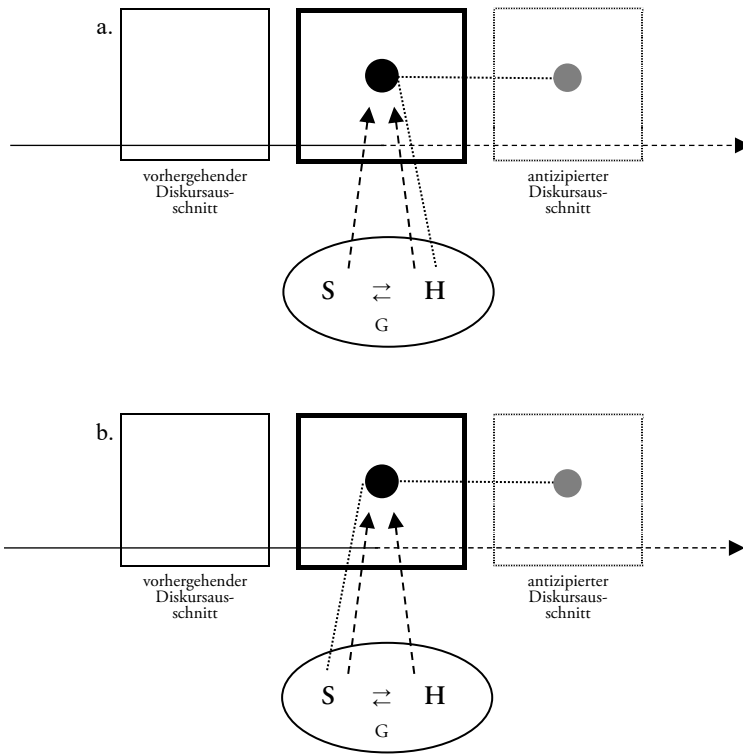 a.
vorhergehender
Diskursaus-
schnitt
antizipierter
Diskursaus-
schnitt
S ⇄ H
G
b.
vorhergehender
Diskursaus-
schnitt
antizipierter
Diskursaus-
schnitt
S ⇄ H
G